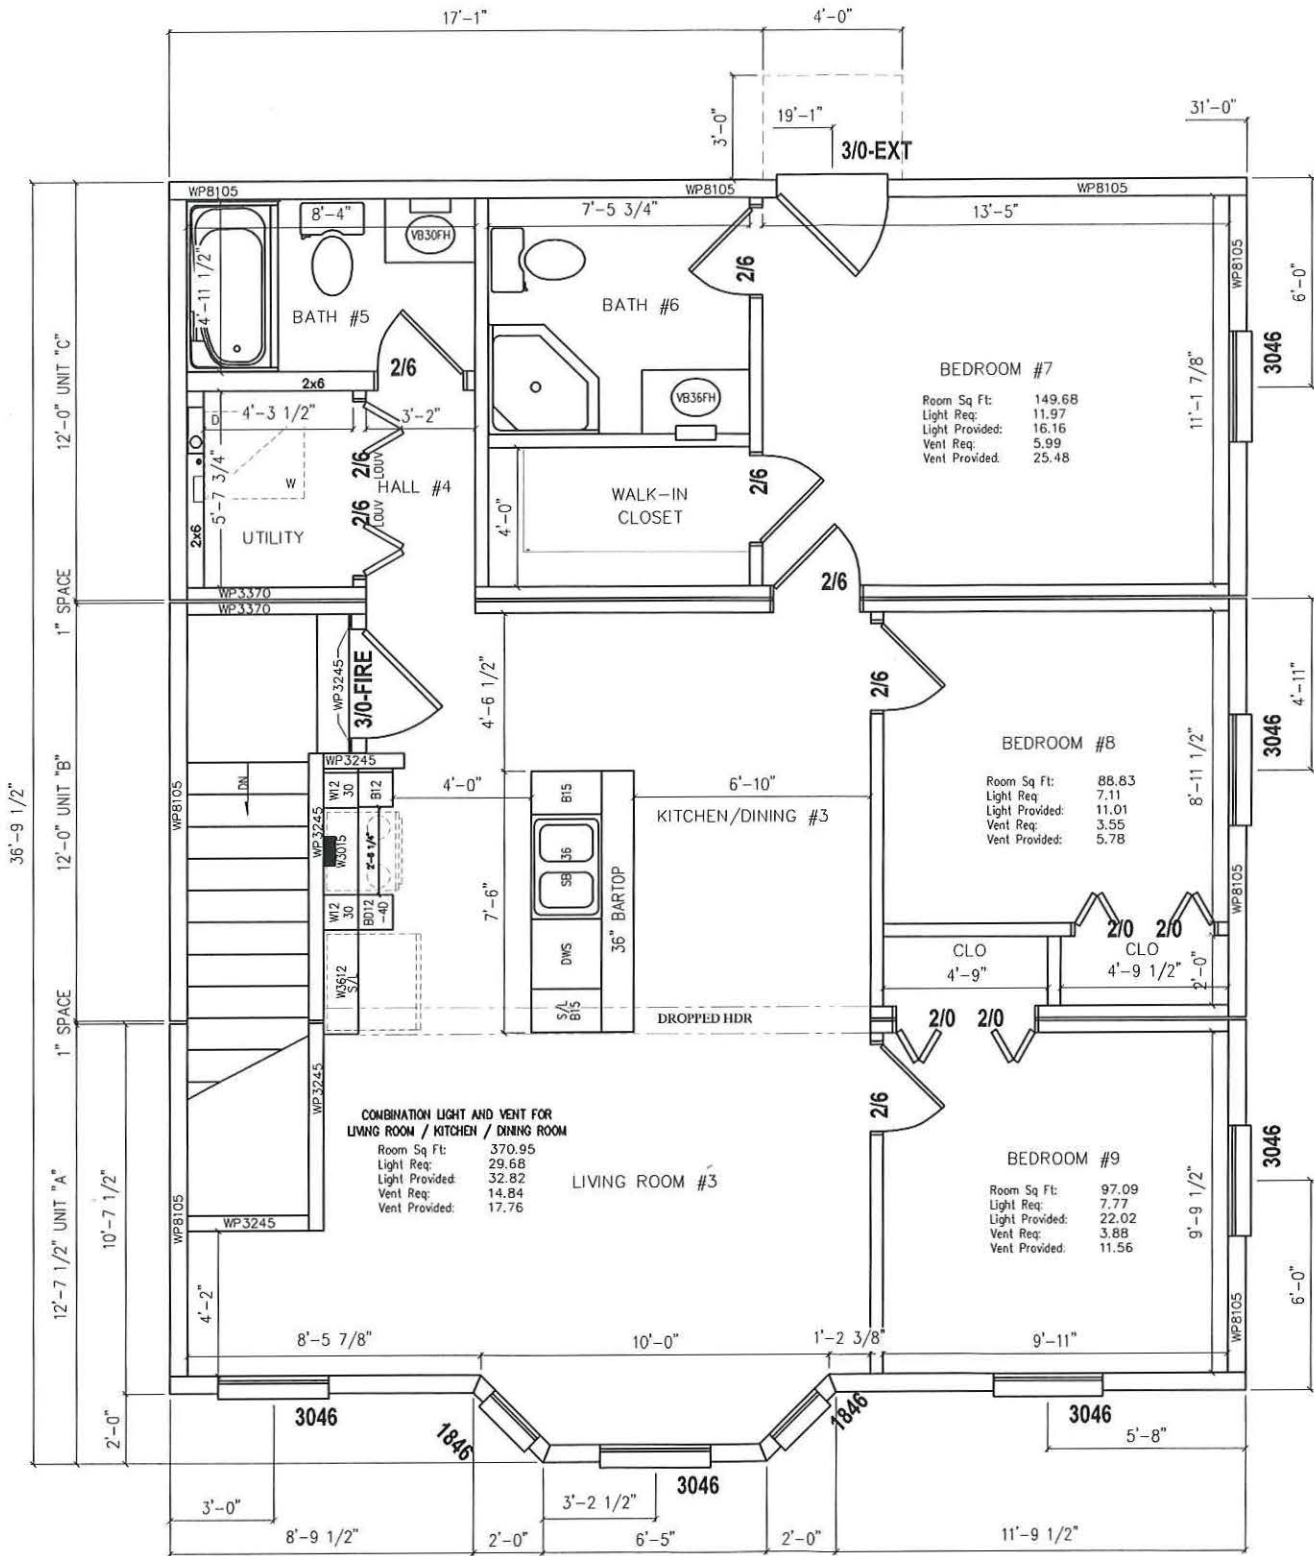 17'-1"
4'-0"
3'-0"
19'-1"
31'-0"
3/0-EXT
WP8105
WP8105
WP8105
8'-4"
VB30FH
7'-5 3/4"
13'-5"
4'-11 1/2"
BATH #5
BATH #6
2/6
WP8105
6'-0"
3046
12'-0" UNIT "C"
2x6
2/6
VB36FH
BEDROOM #7
Room Sq Ft: 149.68
Light Req: 11.97
Light Provided: 16.16
Vent Req: 5.99
Vent Provided. 25.48
11'-1 7/8"
D
4'-3 1/2"
3'-2"
5'-7 3/4"
W
2/6
LOUV
HALL #4
2/6
LOUV
2x6
UTILITY
4'-0"
WALK-IN
CLOSET
2/6
2/6
1" SPACE
WP3370
WP3370
WP3245
3/0-FIRE
4'-6 1/2"
2/6
4'-11"
3046
36'-9 1/2"
12'-0" UNIT "B"
WP8105
DN
WP3245
WP3245
W12
30
B12
4'-0"
B15
6'-10"
KITCHEN/DINING #3
BEDROOM #8
Room Sq Ft: 88.83
Light Req 7.11
Light Provided: 11.01
Vent Req: 3.55
Vent Provided: 5.78
8'-11 1/2"
WP8105
W3015
2'-6 1/4"
36
SB
7'-6"
36" BARTOP
W12
30
BD12
-4D
DWS
W3612
S/L
S/L
B15
2/0 2/0
CLO
4'-9"
CLO
4'-9 1/2"
2'-0"
1" SPACE
DROPPED HDR
2/0 2/0
WP3245
2/6
3046
COMBINATION LIGHT AND VENT FOR
LIVING ROOM / KITCHEN / DINING ROOM
Room Sq Ft: 370.95
Light Req: 29.68
Light Provided: 32.82
Vent Req: 14.84
Vent Provided: 17.76
LIVING ROOM #3
BEDROOM #9
Room Sq Ft: 97.09
Light Req: 7.77
Light Provided: 22.02
Vent Req: 3.88
Vent Provided: 11.56
9'-9 1/2"
12'-7 1/2" UNIT "A"
10'-7 1/2"
WP8105
WP3245
4'-2"
WP8105
6'-0"
8'-5 7/8"
10'-0"
1'-2 3/8"
9'-11"
2'-0"
3046
1846
1846
3046
5'-8"
3046
3'-0"
3'-2 1/2"
8'-9 1/2"
2'-0"
6'-5"
2'-0"
11'-9 1/2"